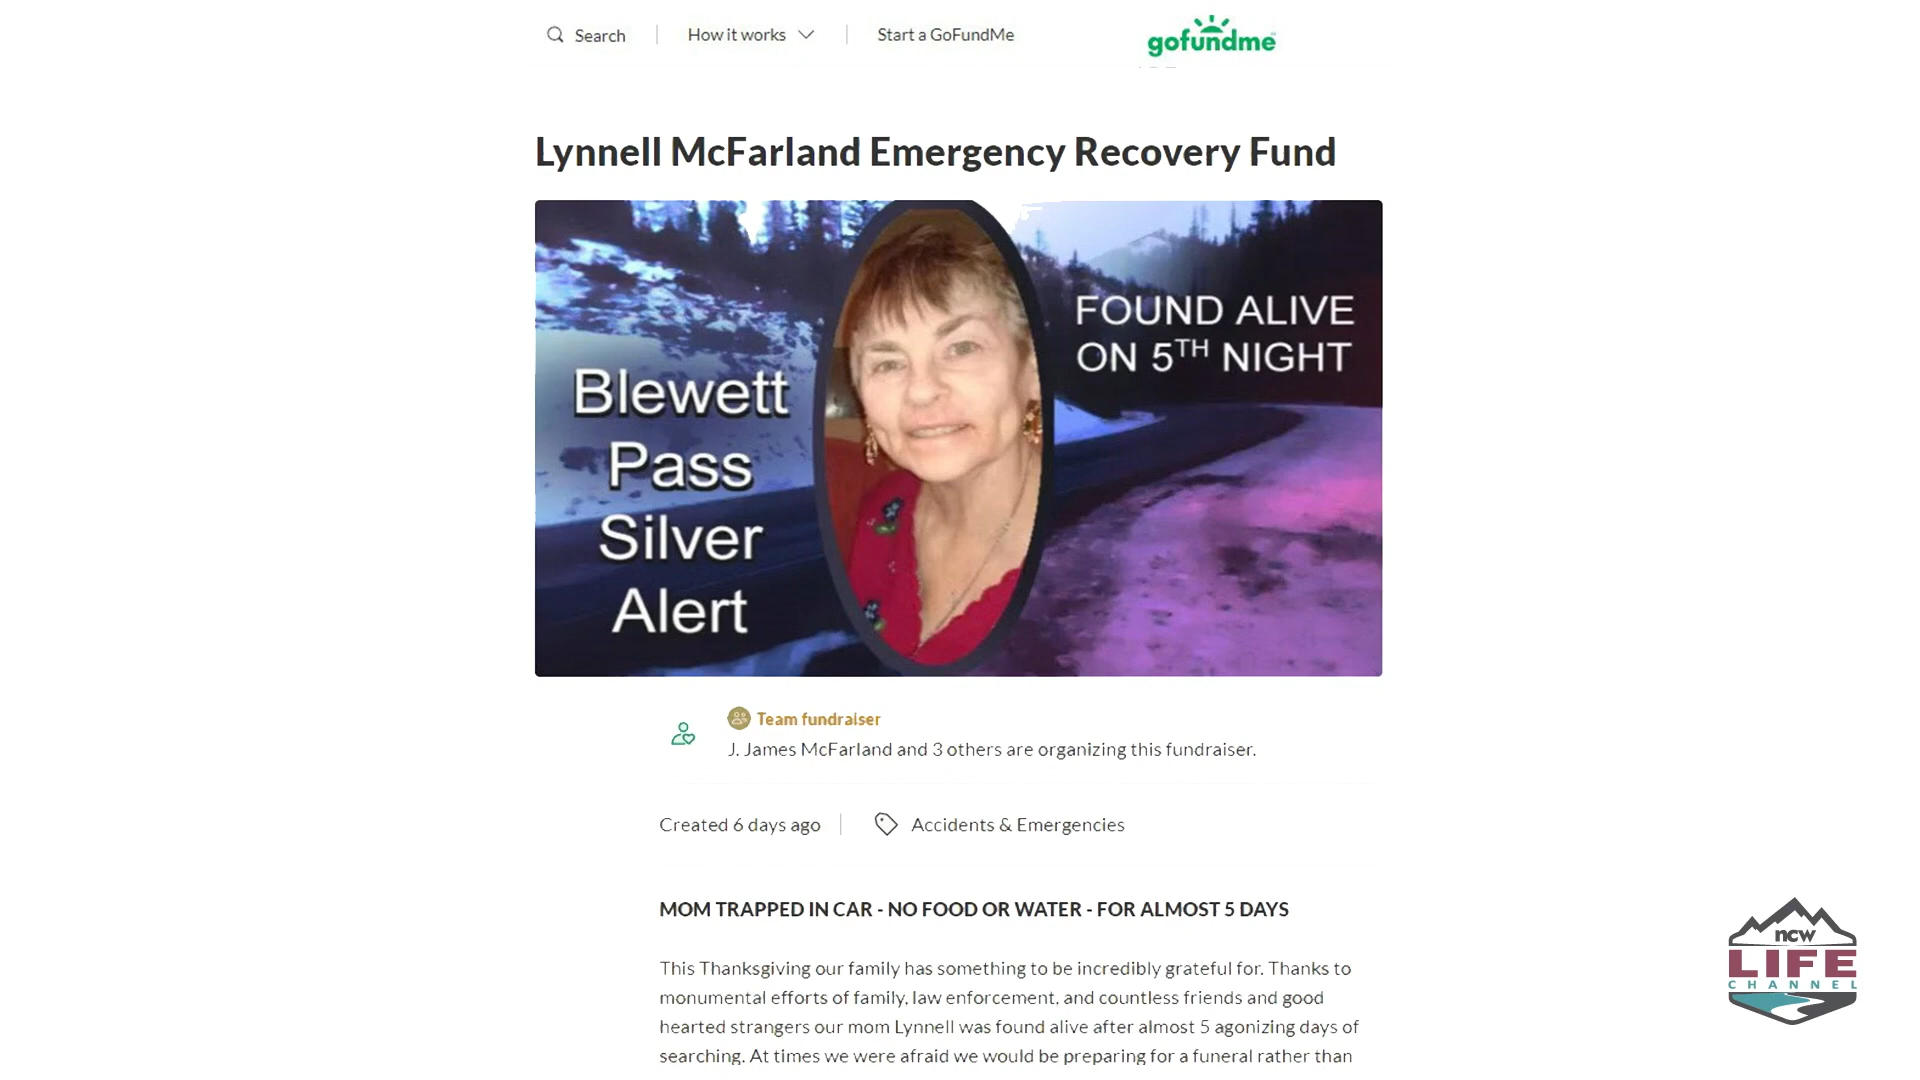 Search
How it works
Start a GoFundMe
gofundme
Lynnell McFarland Emergency Recovery Fund
Blewett
Pass
Silver
Alert
FOUND ALIVE
ON 5TH NIGHT
Team fundraiser
J. James McFarland and 3 others are organizing this fundraiser.
Created 6 days ago
Accidents & Emergencies
MOM TRAPPED IN CAR - NO FOOD OR WATER - FOR ALMOST 5 DAYS
This Thanksgiving our family has something to be incredibly grateful for. Thanks to
monumental efforts of family, law enforcement, and countless friends and good
hearted strangers our mom Lynnell was found alive after almost 5 agonizing days of
searching. At times we were afraid we would be preparing for a funeral rather than
ncw
LIFE
CHANNEL